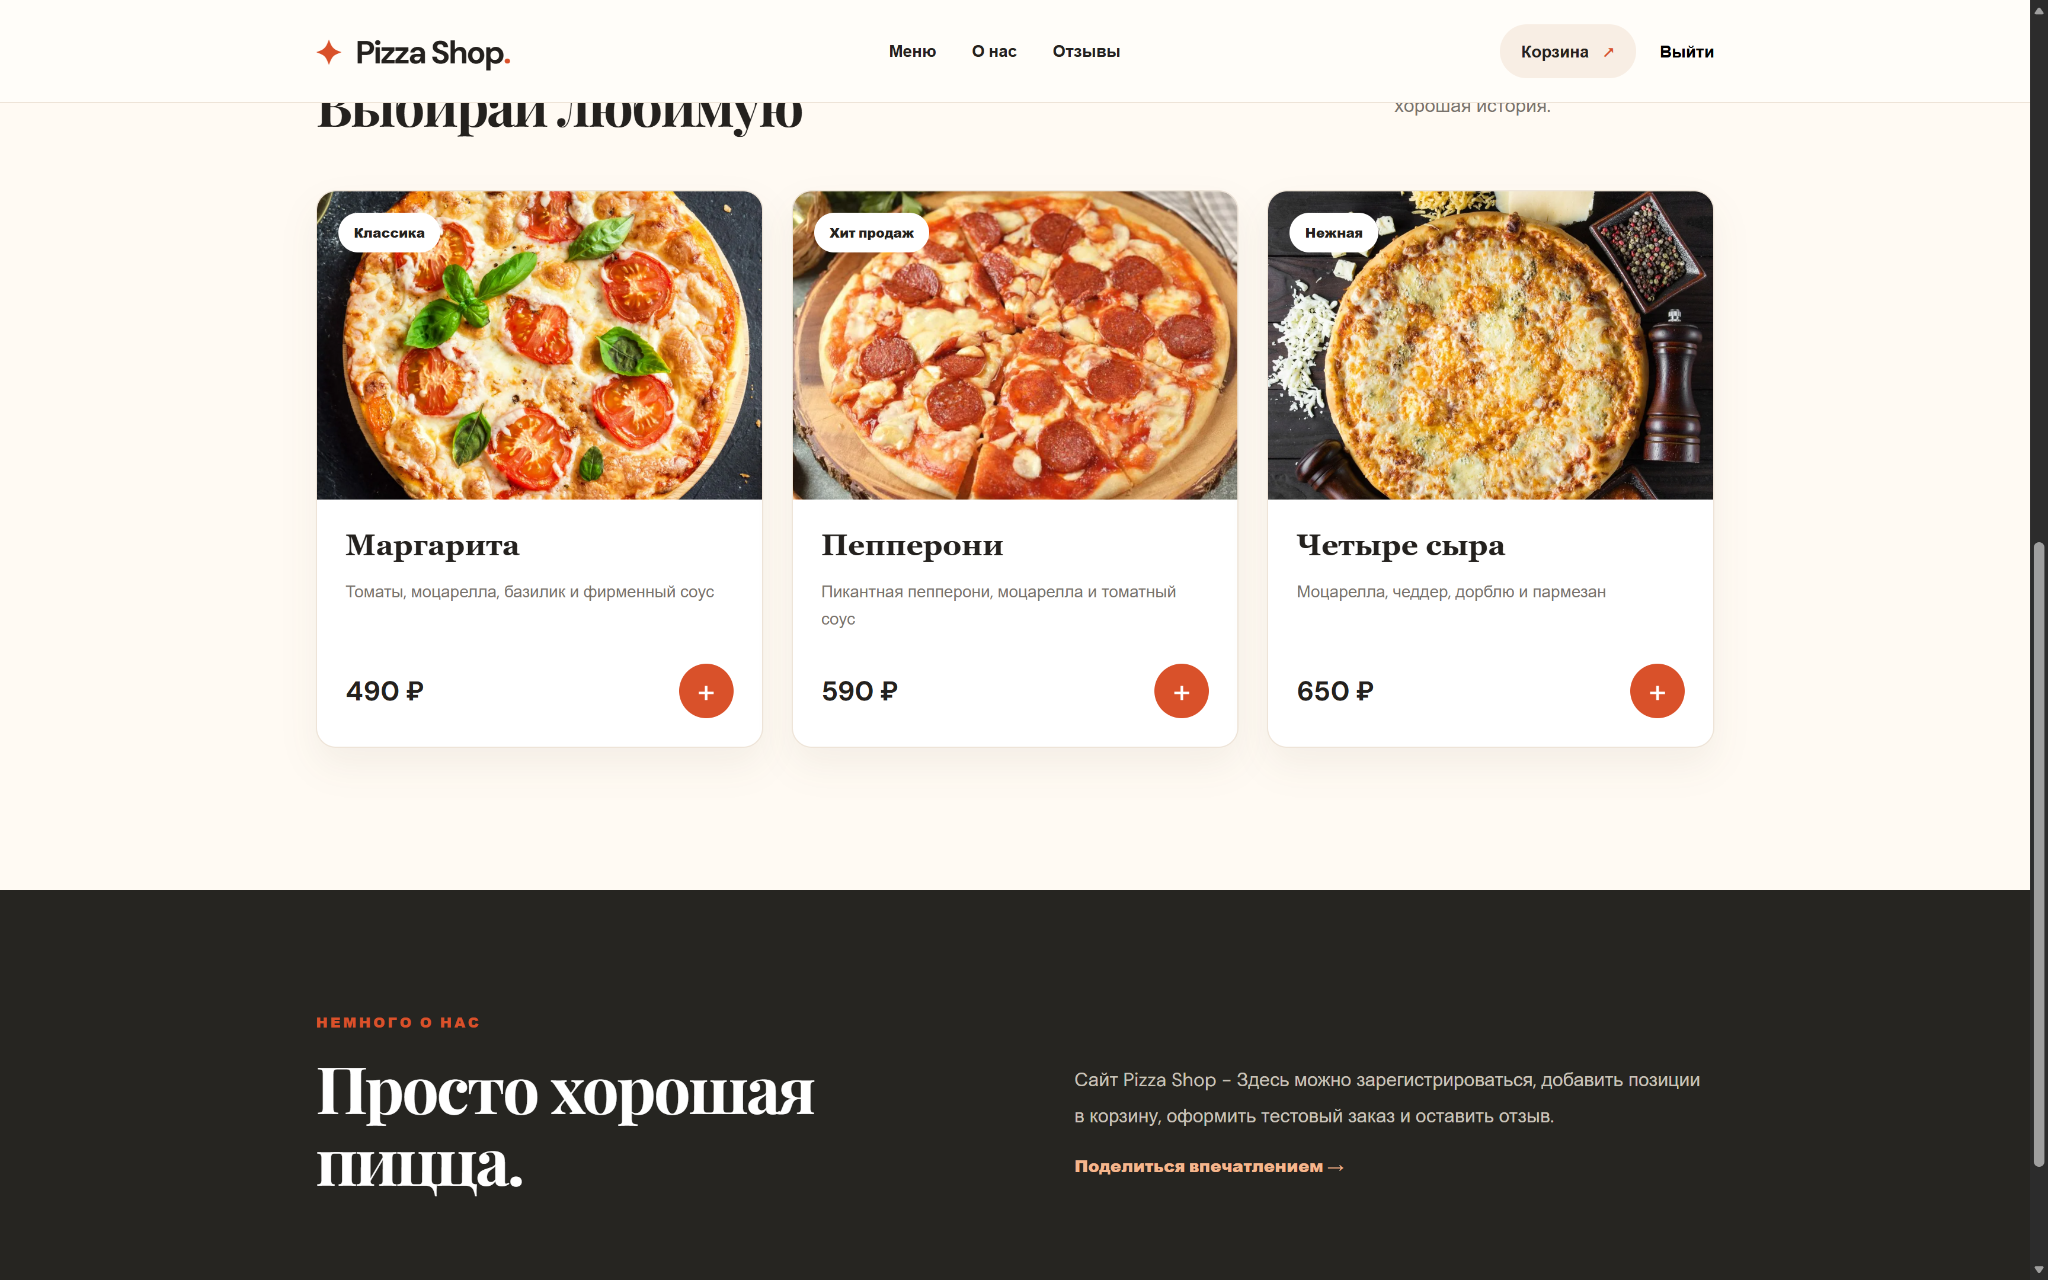 Pizza Shop.
Меню
О нас
Отзывы
Корзина ↗
Выйти
Выбирай любимую
хорошая история.
Классика
Хит продаж
Нежная
Маргарита
Томаты, моцарелла, базилик и фирменный соус
490 ₽
+
Пепперони
Пикантная пепперони, моцарелла и томатный
соус
590 ₽
+
Четыре сыра
Моцарелла, чеддер, дорблю и пармезан
650 ₽
+
НЕМНОГО О НАС
Просто хорошая
пицца.
Сайт Pizza Shop – Здесь можно зарегистрироваться, добавить позиции
в корзину, оформить тестовый заказ и оставить отзыв.
Поделиться впечатлением →